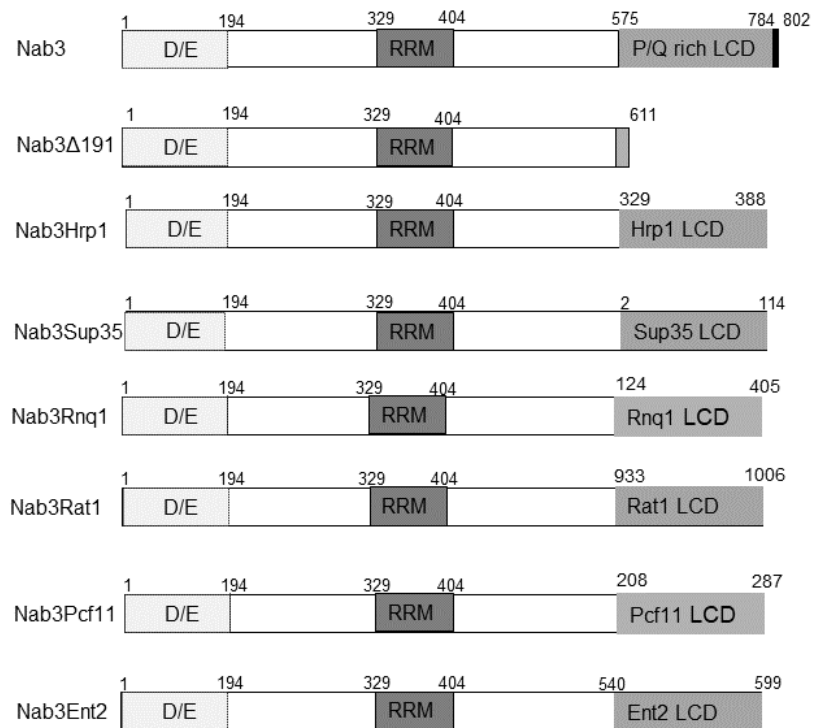 1 194 329 404 575 784 802
Nab3 D/E RRM P/Q rich LCD
1 194 329 404 611
Nab3Δ191 D/E RRM
1 194 329 404 329 388
Nab3Hrp1 D/E RRM Hrp1 LCD
1 194 329 404 2 114
Nab3Sup35 D/E RRM Sup35 LCD
1 194 329 404 124 405
Nab3Rnq1 D/E RRM Rnq1 LCD
1 194 329 404 933 1006
Nab3Rat1 D/E RRM Rat1 LCD
1 194 329 404 208 287
Nab3Pcf11 D/E RRM Pcf11 LCD
1 194 329 404 540 599
Nab3Ent2 D/E RRM Ent2 LCD